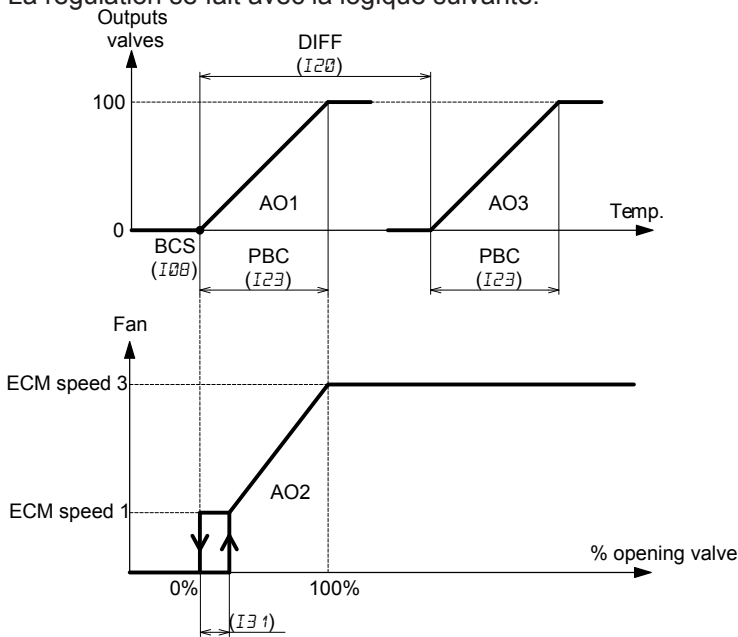 La régulation se fait avec la logique suivante:
Outputs
valves
DIFF
(I20)
100
AO1
AO3
Temp.
0
BCS
(I08)
PBC
(I23)
PBC
(I23)
Fan
ECM speed 3
AO2
ECM speed 1
% opening valve
0%
100%
(I31)